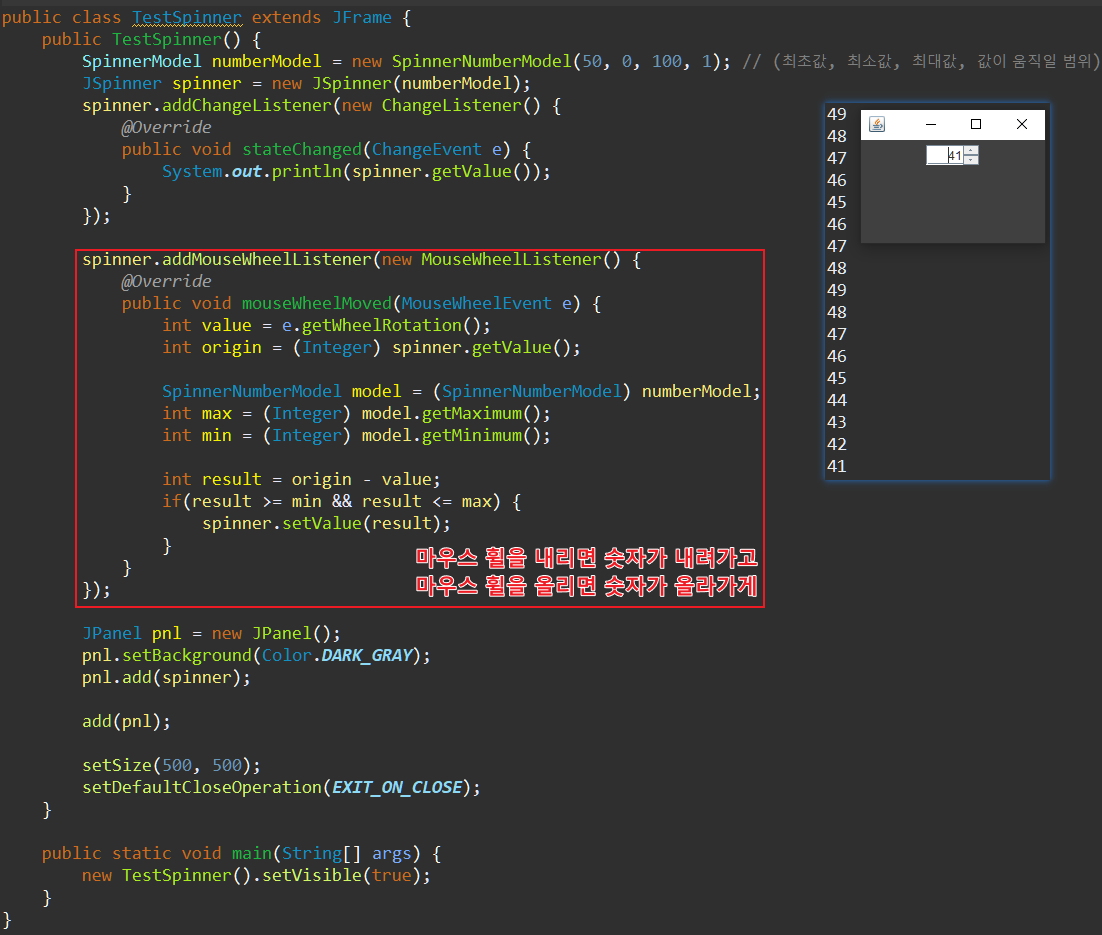 public class TestSpinner extends JFrame {
public TestSpinner() {
SpinnerModel numberModel = new SpinnerNumberModel(50, 0, 100, 1); // (최초값, 최소값, 최대값, 값이 움직일 범위)
JSpinner spinner = new JSpinner(numberModel);
spinner.addChangeListener(new ChangeListener() {
@Override
public void stateChanged(ChangeEvent e) {
System.out.println(spinner.getValue());
}
});
spinner.addMouseWheelListener(new MouseWheelListener() {
@Override
public void mouseWheelMoved(MouseWheelEvent e) {
int value = e.getWheelRotation();
int origin = (Integer) spinner.getValue();
SpinnerNumberModel model = (SpinnerNumberModel) numberModel;
int max = (Integer) model.getMaximum();
int min = (Integer) model.getMinimum();
int result = origin - value;
if(result >= min && result <= max) {
spinner.setValue(result);
}
}
});
마우스 휠을 내리면 숫자가 내려가고
마우스 휠을 올리면 숫자가 올라가게
JPanel pnl = new JPanel();
pnl.setBackground(Color.DARK_GRAY);
pnl.add(spinner);
add(pnl);
setSize(500, 500);
setDefaultCloseOperation(EXIT_ON_CLOSE);
}
public static void main(String[] args) {
new TestSpinner().setVisible(true);
}
}
49
48
47
46
45
46
47
48
49
48
47
46
45
44
43
42
41
41